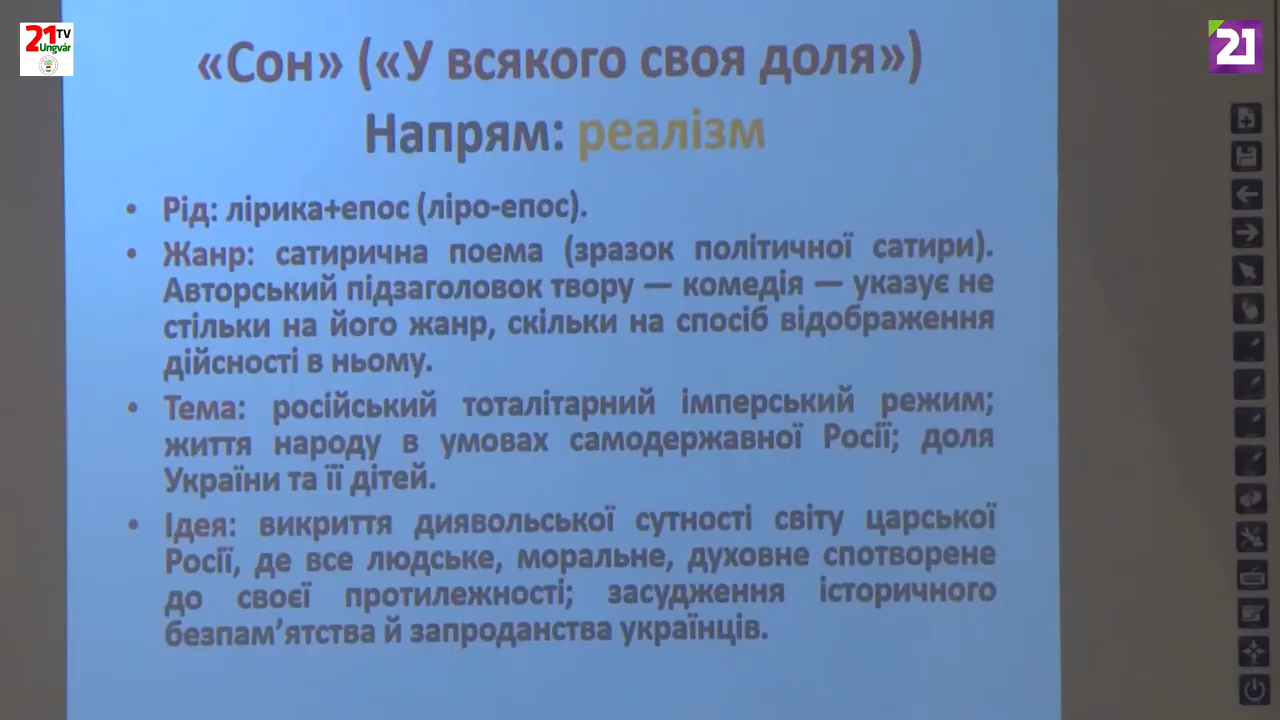 21 TV
Ungvár
21
«Сон» («У всякого своя доля»)
Напрям: реалізм
• Рід: лірика+епос (ліро-епос).
• Жанр: сатирична поема (зразок політичної сатири).
Авторський підзаголовок твору — комедія — указує не
стільки на його жанр, скільки на спосіб відображення
дійсності в ньому.
• Тема: російський тоталітарний імперський режим;
життя народу в умовах самодержавної Росії; доля
України та її дітей.
• Ідея: викриття диявольської сутності світу царської
Росії, де все людське, моральне, духовне спотворене
до своєї протилежності; засудження історичного
безпам’ятства й запроданства українців.